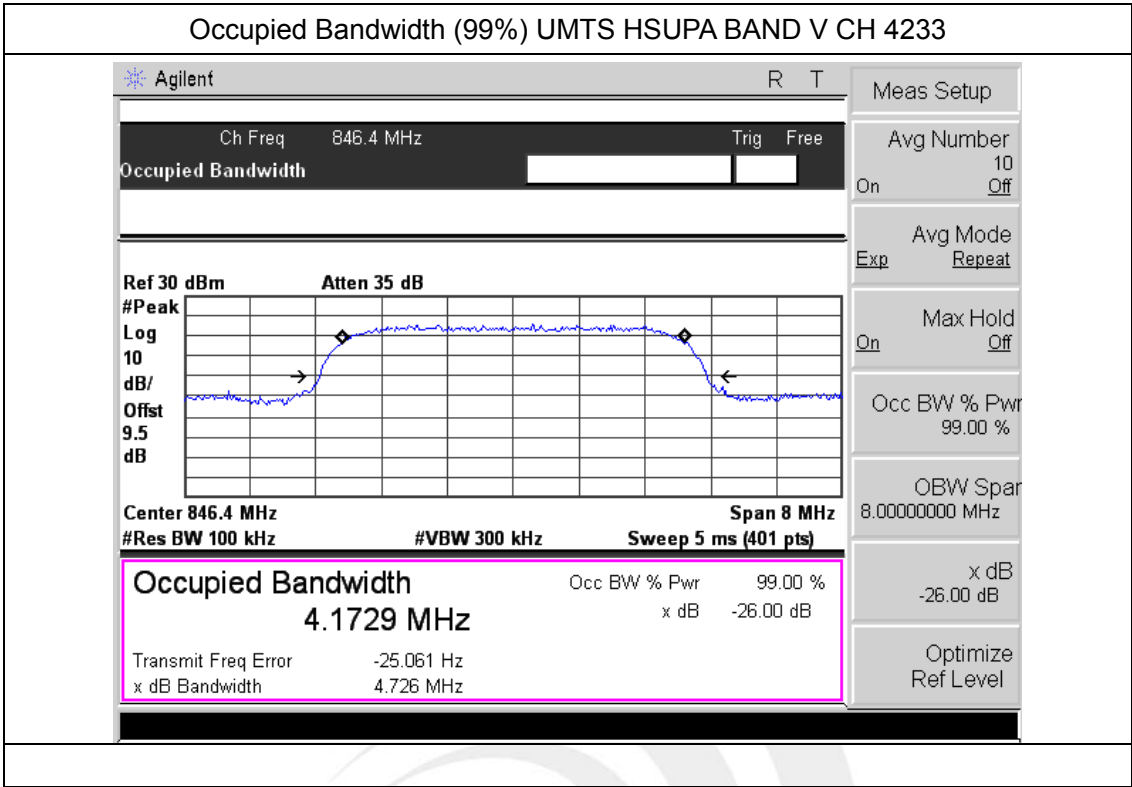 Occupied Bandwidth (99%) UMTS HSUPA BAND V CH 4233
Agilent R T
Ch Freq 846.4 MHz Trig Free
Occupied Bandwidth
Ref 30 dBm Atten 35 dB
#Peak
Log
10
dB/
Offst
9.5
dB
Center 846.4 MHz Span 8 MHz
#Res BW 100 kHz #VBW 300 kHz Sweep 5 ms (401 pts)
Occupied Bandwidth Occ BW % Pwr 99.00 %
4.1729 MHz x dB -26.00 dB
Transmit Freq Error -25.061 Hz
x dB Bandwidth 4.726 MHz
Meas Setup
Avg Number
10
On Off
Avg Mode
Exp Repeat
Max Hold
On Off
Occ BW % Pwr
99.00 %
OBW Span
8.00000000 MHz
x dB
-26.00 dB
Optimize
Ref Level